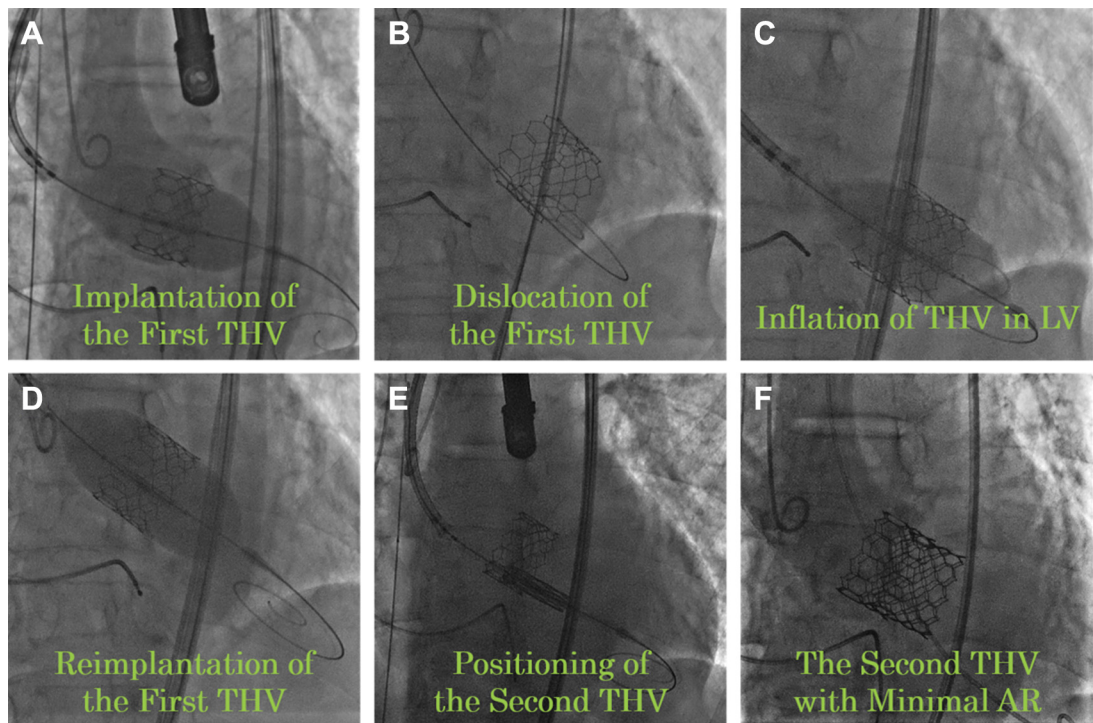 A
Implantation of
the First THV
B
Dislocation of
the First THV
C
Inflation of THV in LV
D
Reimplantation of
the First THV
E
Positioning of
the Second THV
F
The Second THV
with Minimal AR